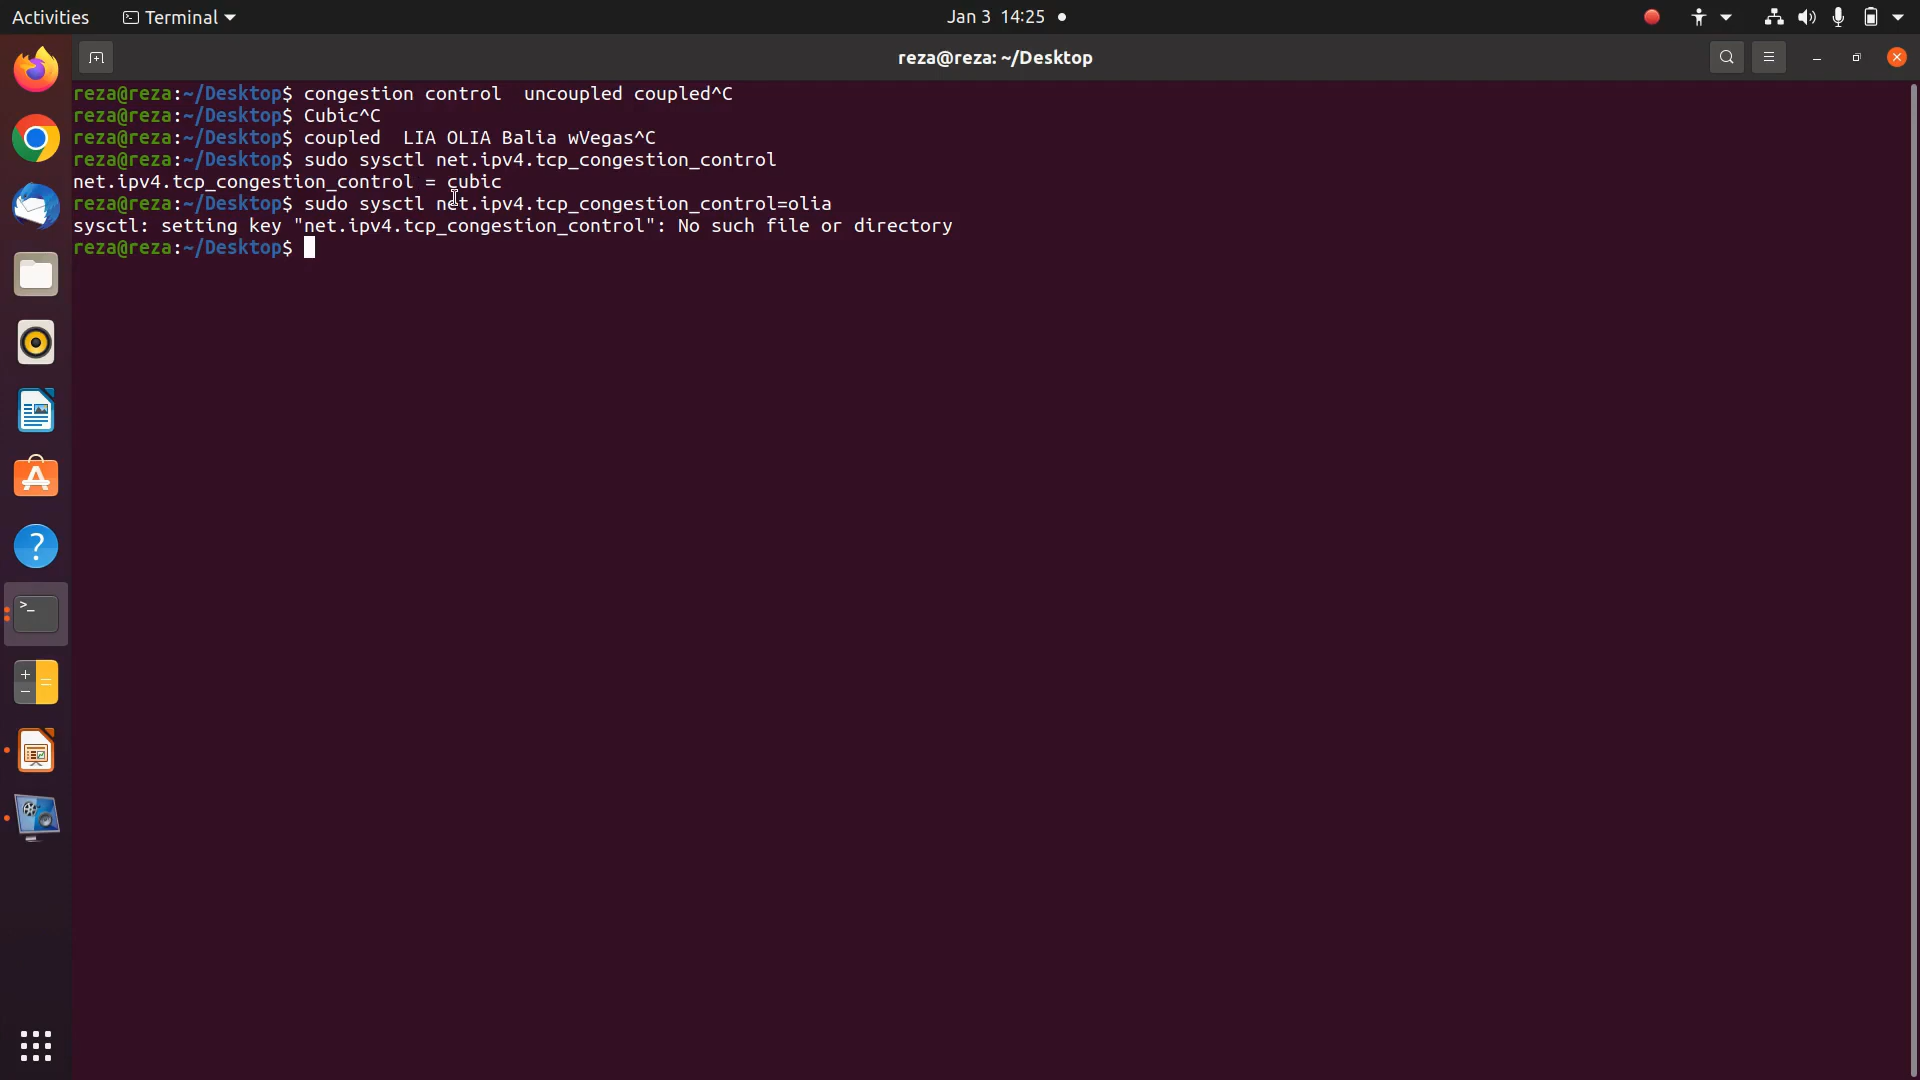 Activities Terminal Jan 3 14:25
reza@reza: ~/Desktop
reza@reza:~/Desktop$ congestion control  uncoupled coupled^C
reza@reza:~/Desktop$ Cubic^C
reza@reza:~/Desktop$ coupled  LIA OLIA Balia wVegas^C
reza@reza:~/Desktop$ sudo sysctl net.ipv4.tcp_congestion_control
net.ipv4.tcp_congestion_control = cubic
reza@reza:~/Desktop$ sudo sysctl net.ipv4.tcp_congestion_control=olia
sysctl: setting key "net.ipv4.tcp_congestion_control": No such file or directory
reza@reza:~/Desktop$